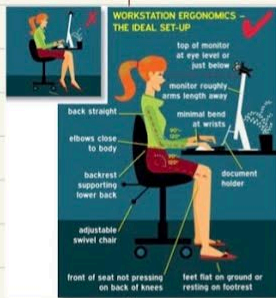 WORKSTATION ERGONOMICS –
THE IDEAL SET-UP
top of monitor
at eye level or
just below
monitor roughly
arms length away
back straight
minimal bend
at wrists
elbows close
to body
backrest
supporting
lower back
document
holder
adjustable
swivel chair
front of seat not pressing
on back of knees
feet flat on ground or
resting on footrest